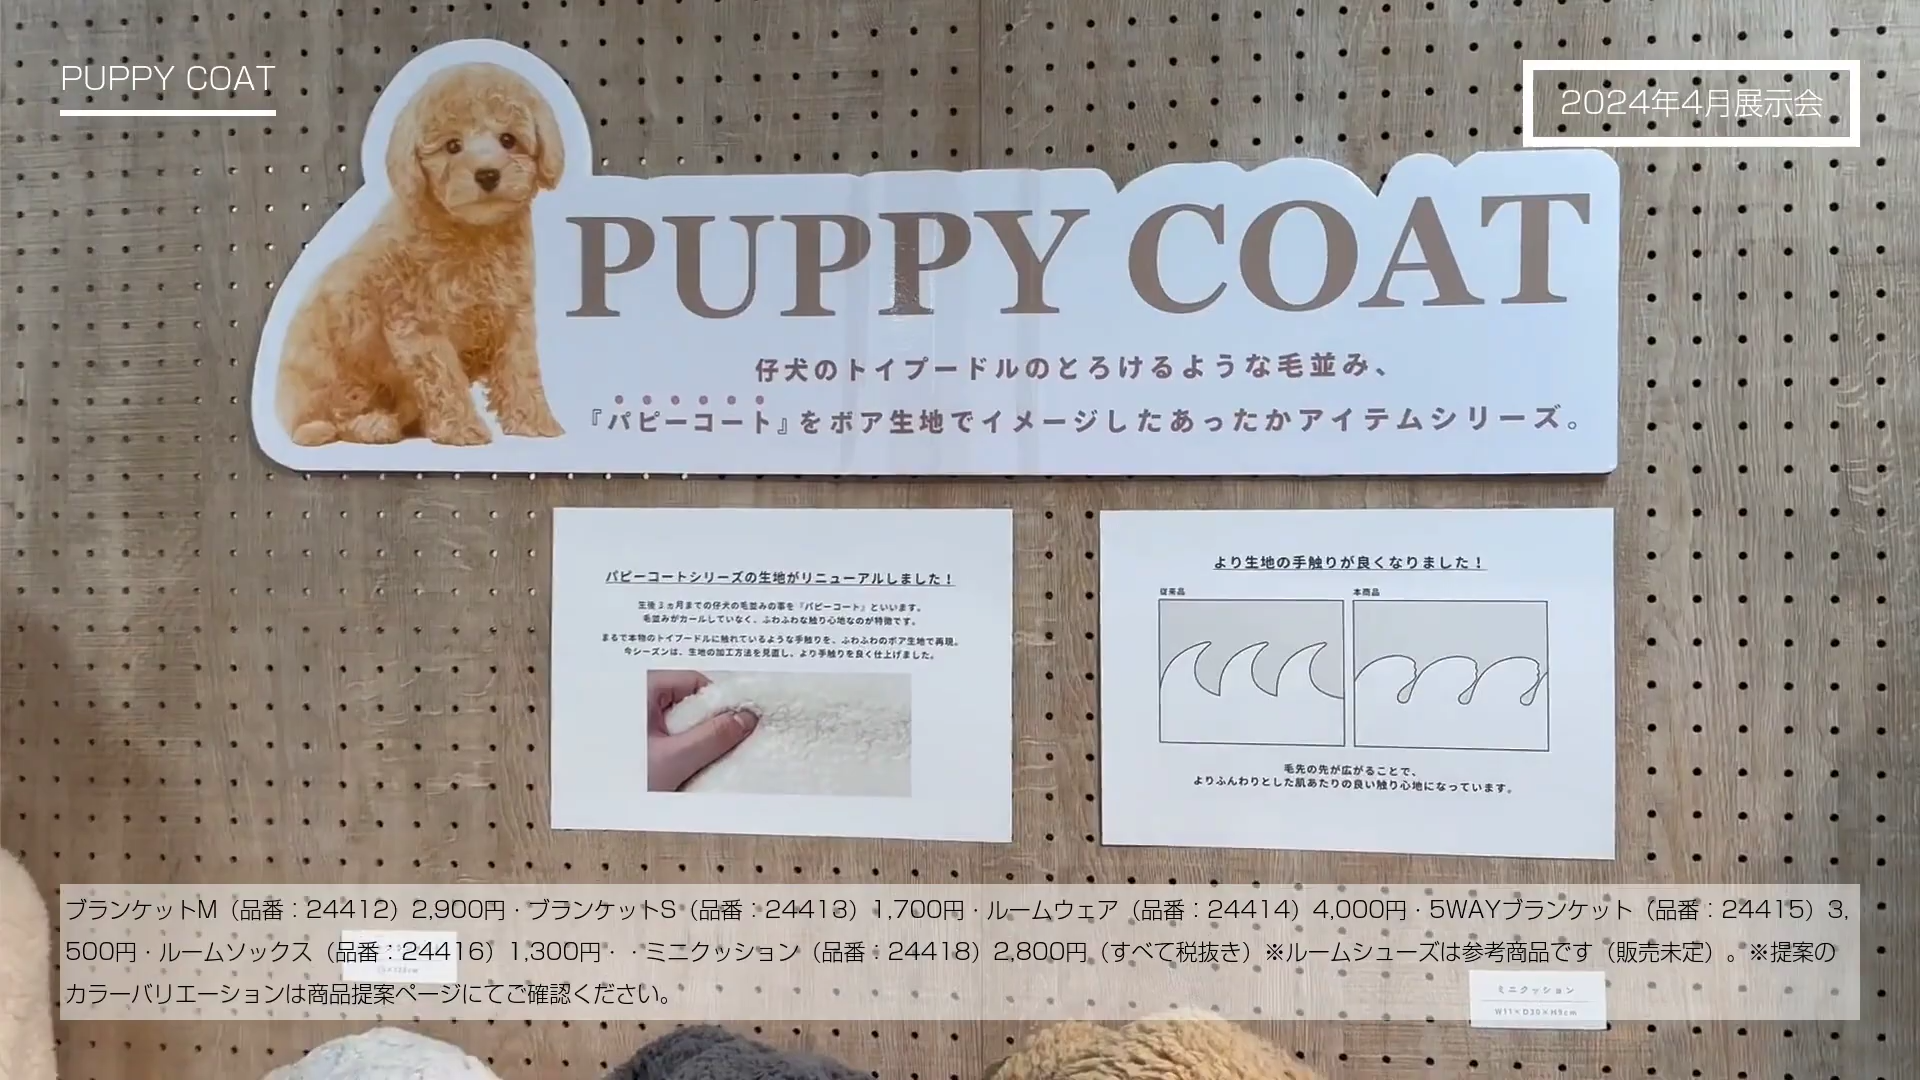 PUPPY COAT
2024年4月展示会
PUPPY COAT
仔犬のトイプードルのとろけるような毛並み、
『パピーコート』をボア生地でイメージしたあったかアイテムシリーズ。
パピーコートシリーズの生地がリニューアルしました！
生後3ヵ月までの仔犬の毛並みの事を『パピーコート』といいます。
毛並みがカールしていなく、ふわふわな触り心地なのが特徴です。
まるで本物のトイプードルに触れているような手触りを、ふわふわのボア生地で再現。
今シーズンは、生地の加工方法を見直し、より手触りを良く仕上げました。
より生地の手触りが良くなりました！
従来品
本商品
毛先の先が広がることで、
よりふんわりとした肌あたりの良い触り心地になっています。
ブランケットM（品番：24412）2,900円・ブランケットS（品番：24413）1,700円・ルームウェア（品番：24414）4,000円・5WAYブランケット（品番：24415）3,
500円・ルームソックス（品番：24416）1,300円・・ミニクッション（品番：24418）2,800円（すべて税抜き）※ルームシューズは参考商品です（販売未定）。※提案の
カラーバリエーションは商品提案ページにてご確認ください。
ミニクッション
W11×D30×H9cm